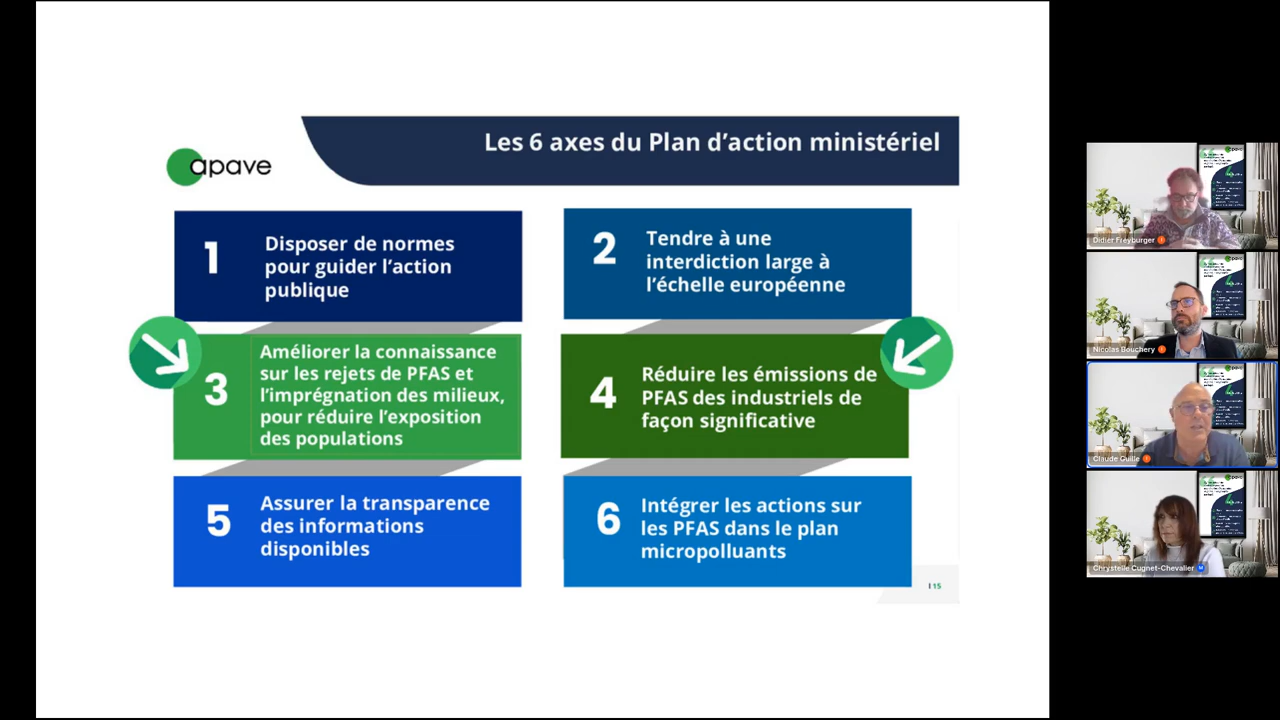 Les 6 axes du Plan d’action ministériel
apave
1
Disposer de normes
pour guider l’action
publique
2
Tendre à une
interdiction large à
l’échelle européenne
3
Améliorer la connaissance
sur les rejets de PFAS et
l’imprégnation des milieux,
pour réduire l’exposition
des populations
4
Réduire les émissions de
PFAS des industriels de
façon significative
5
Assurer la transparence
des informations
disponibles
6
Intégrer les actions sur
les PFAS dans le plan
micropolluants
15
Didier Freyburger
Nicolas Bouchery
Claude Guille
Chrystelle Cugnet-Chevalier